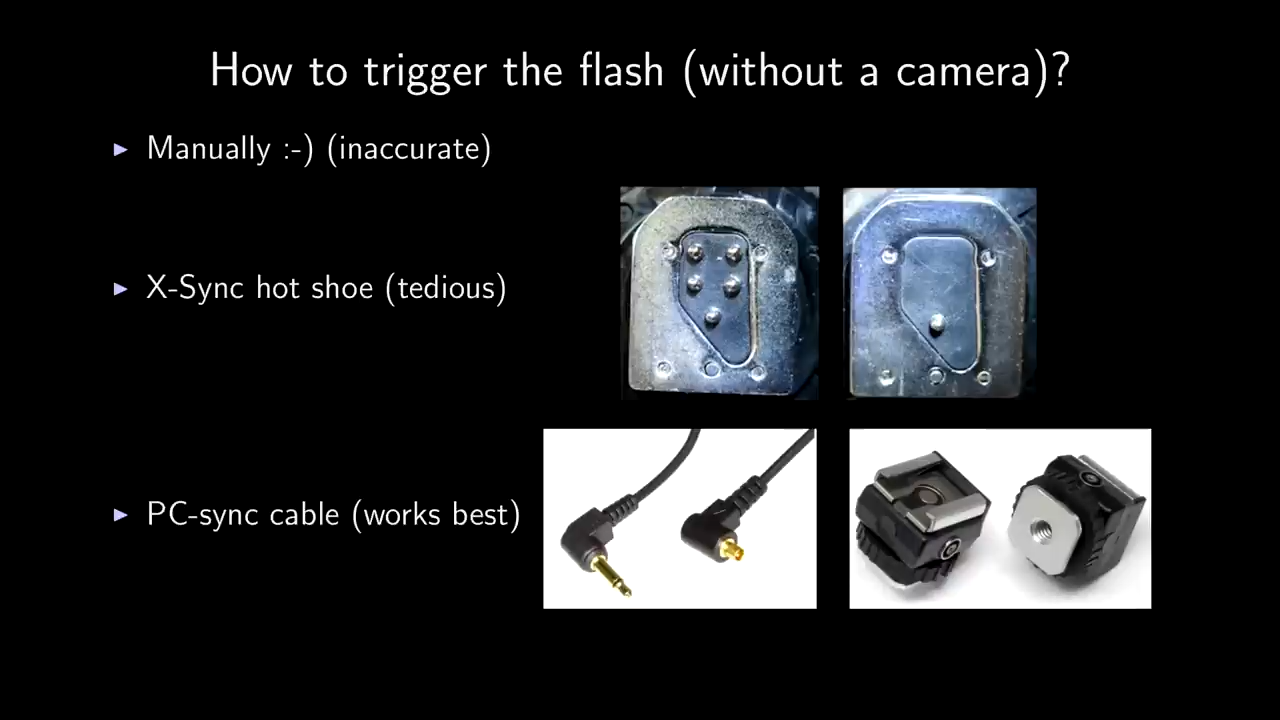 How to trigger the flash (without a camera)?
▶ Manually :-) (inaccurate)
▶ X-Sync hot shoe (tedious)
▶ PC-sync cable (works best)